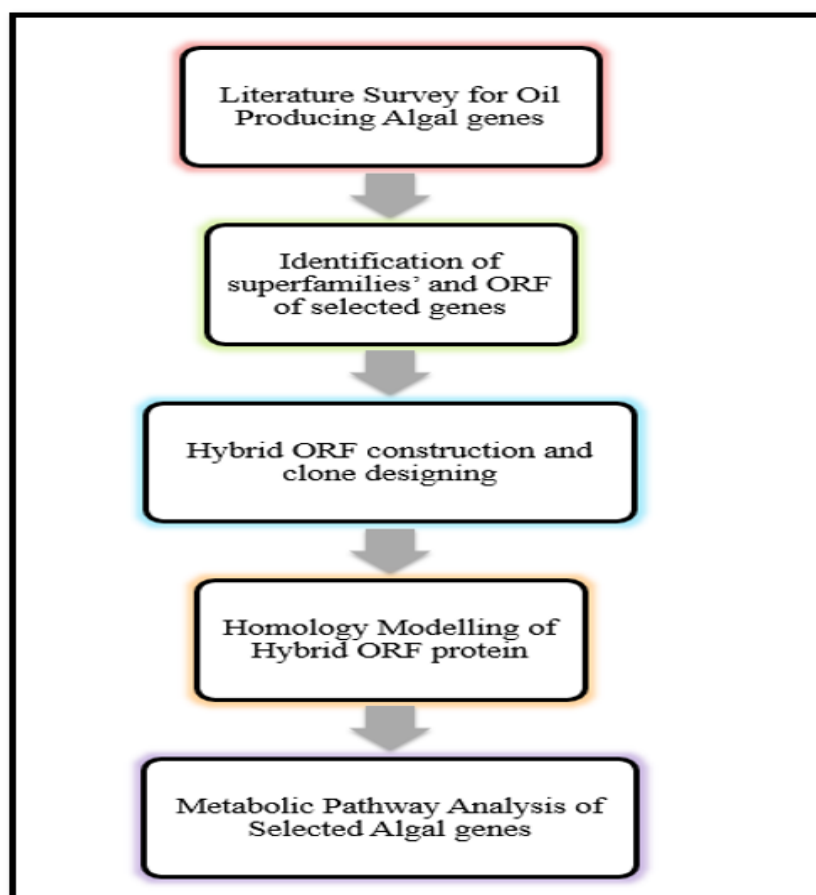 Literature Survey for Oil
Producing Algal genes
Identification of
superfamilies’ and ORF
of selected genes
Hybrid ORF construction and
clone designing
Homology Modelling of
Hybrid ORF protein
Metabolic Pathway Analysis of
Selected Algal genes